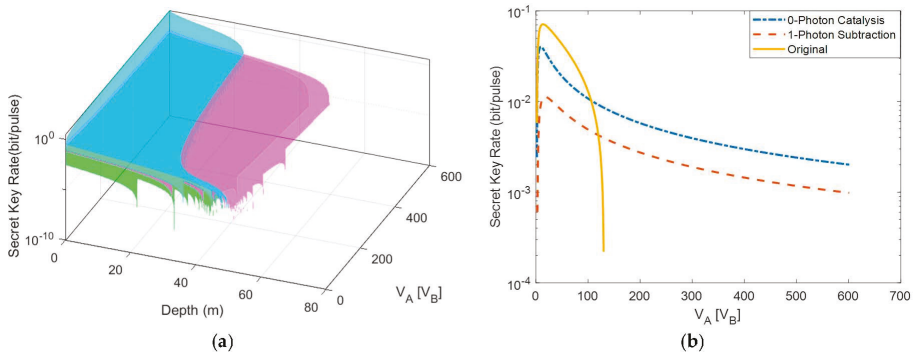 Secret Key Rate(bit/pulse)
10^0
10^-10
0
20
40
60
80
Depth (m)
0
200
400
600
V_A [V_B]
(a)
Secret Key Rate (bit/pulse)
10^-1
10^-2
10^-3
10^-4
0-Photon Catalysis
1-Photon Subtraction
Original
0 100 200 300 400 500 600 700
V_A [V_B]
(b)